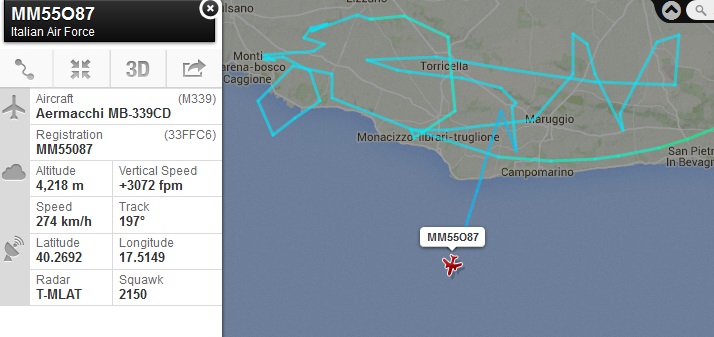 MM55O87
Italian Air Force
3D
Aircraft (M339)
Aermacchi MB-339CD
Registration (33FFC6)
MM55087
Altitude
4,218 m
Vertical Speed
+3072 fpm
Speed
274 km/h
Track
197°
Latitude
40.2692
Longitude
17.5149
Radar
T-MLAT
Squawk
2150
Lizzano
pulsano
Monti
arena-bosco
Caggione
Torricella
Monacizzo
librari-truglione
Maruggio
Campomarino
San Pietr
in Bevagn
MM55O87